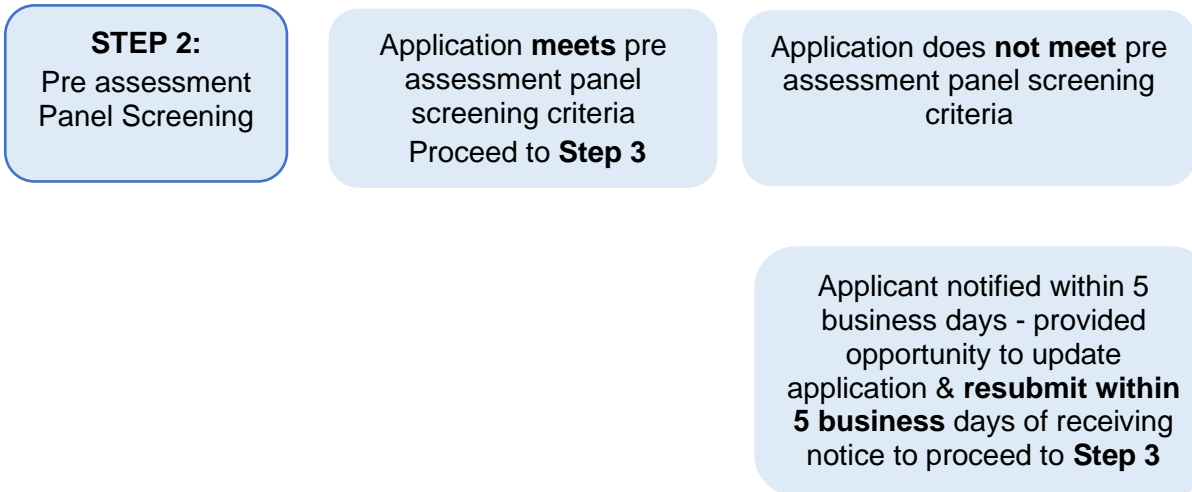 STEP 2:
Pre assessment
Panel Screening
Application meets pre
assessment panel
screening criteria
Proceed to Step 3
Application does not meet pre
assessment panel screening
criteria
Applicant notified within 5
business days - provided
opportunity to update
application & resubmit within
5 business days of receiving
notice to proceed to Step 3